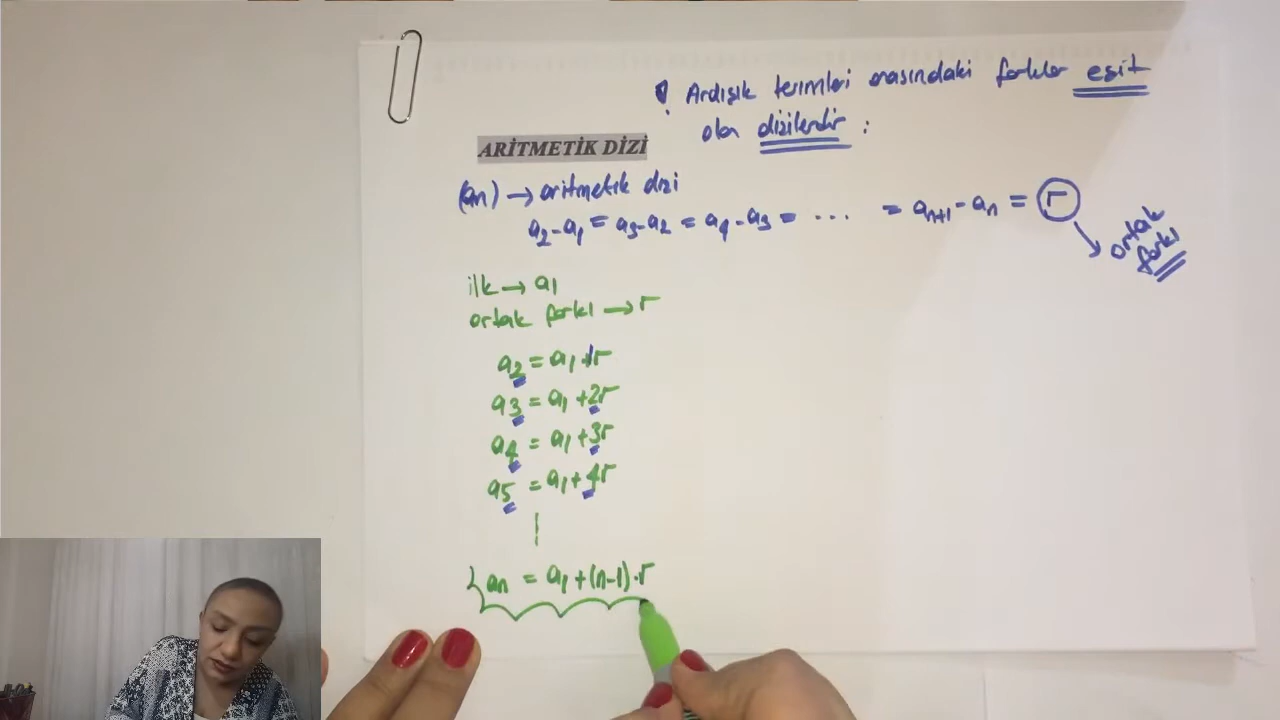 ! Ardışık terimleri arasındaki farklar eşit
olan dizilerdir :
ARİTMETİK DİZİ
(an) → aritmetik dizi
a2-a1 = a3-a2 = a4-a3 = ... = an+1-an = r
ortak
farkı
ilk → a1
ortak farkı → r
a2 = a1+1r
a3 = a1+2r
a4 = a1+3r
a5 = a1+4r
an = a1+(n-1).r